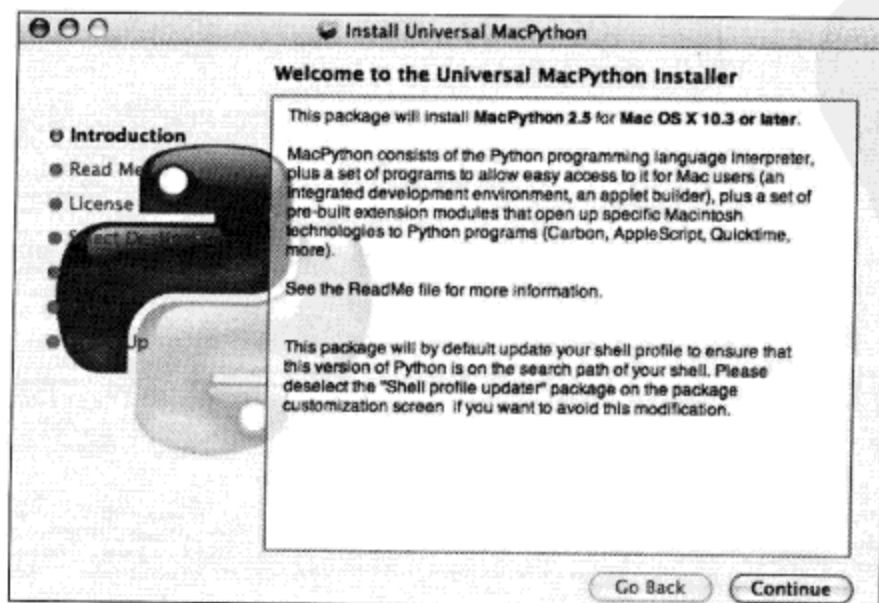 Install Universal MacPython
Welcome to the Universal MacPython Installer
Introduction
Read Me
License
Select
Up
This package will install MacPython 2.5 for Mac OS X 10.3 or later.
MacPython consists of the Python programming language interpreter,
plus a set of programs to allow easy access to it for Mac users (an
integrated development environment, an applet builder), plus a set of
pre-built extension modules that open up specific Macintosh
technologies to Python programs (Carbon, AppleScript, Quicktime,
more).
See the ReadMe file for more information.
This package will by default update your shell profile to ensure that
this version of Python is on the search path of your shell. Please
deselect the "Shell profile updater" package on the package
customization screen if you want to avoid this modification.
Go Back
Continue